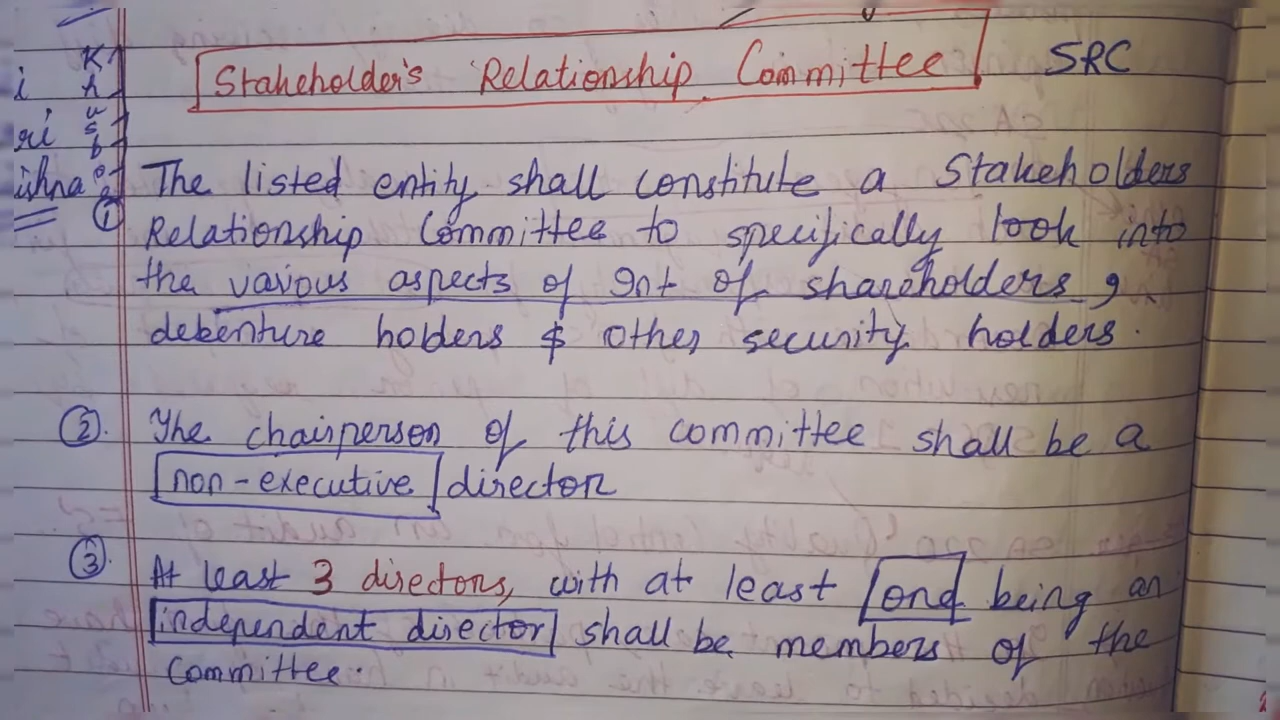 Stakeholder's Relationship Committee SRC
The listed entity shall constitute a Stakeholders
① Relationship Committee to specifically look into
the various aspects of Int of shareholders,
debenture holders & other security holders.
②. The chairperson of this committee shall be a
non-executive director
③. At least 3 directors, with at least one being an
independent director shall be members of the
Committee.